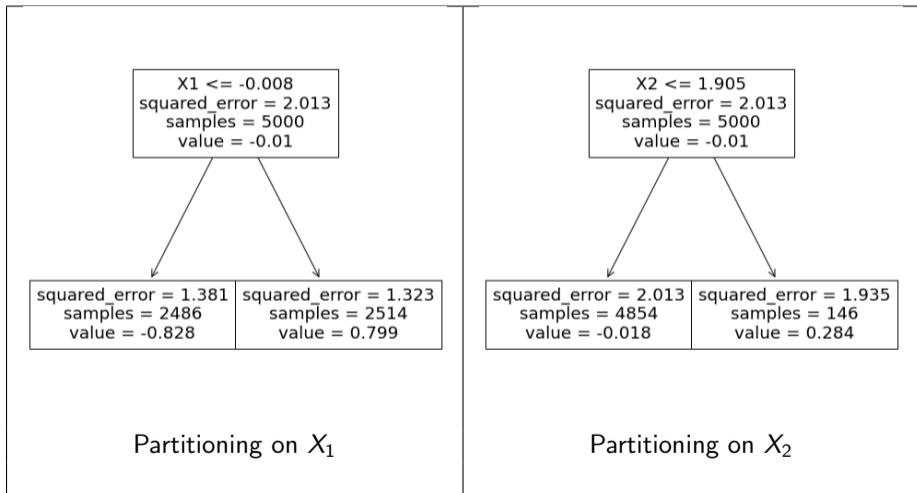 X1 <= -0.008
squared_error = 2.013
samples = 5000
value = -0.01
squared_error = 1.381
samples = 2486
value = -0.828
squared_error = 1.323
samples = 2514
value = 0.799
Partitioning on X₁
X2 <= 1.905
squared_error = 2.013
samples = 5000
value = -0.01
squared_error = 2.013
samples = 4854
value = -0.018
squared_error = 1.935
samples = 146
value = 0.284
Partitioning on X₂